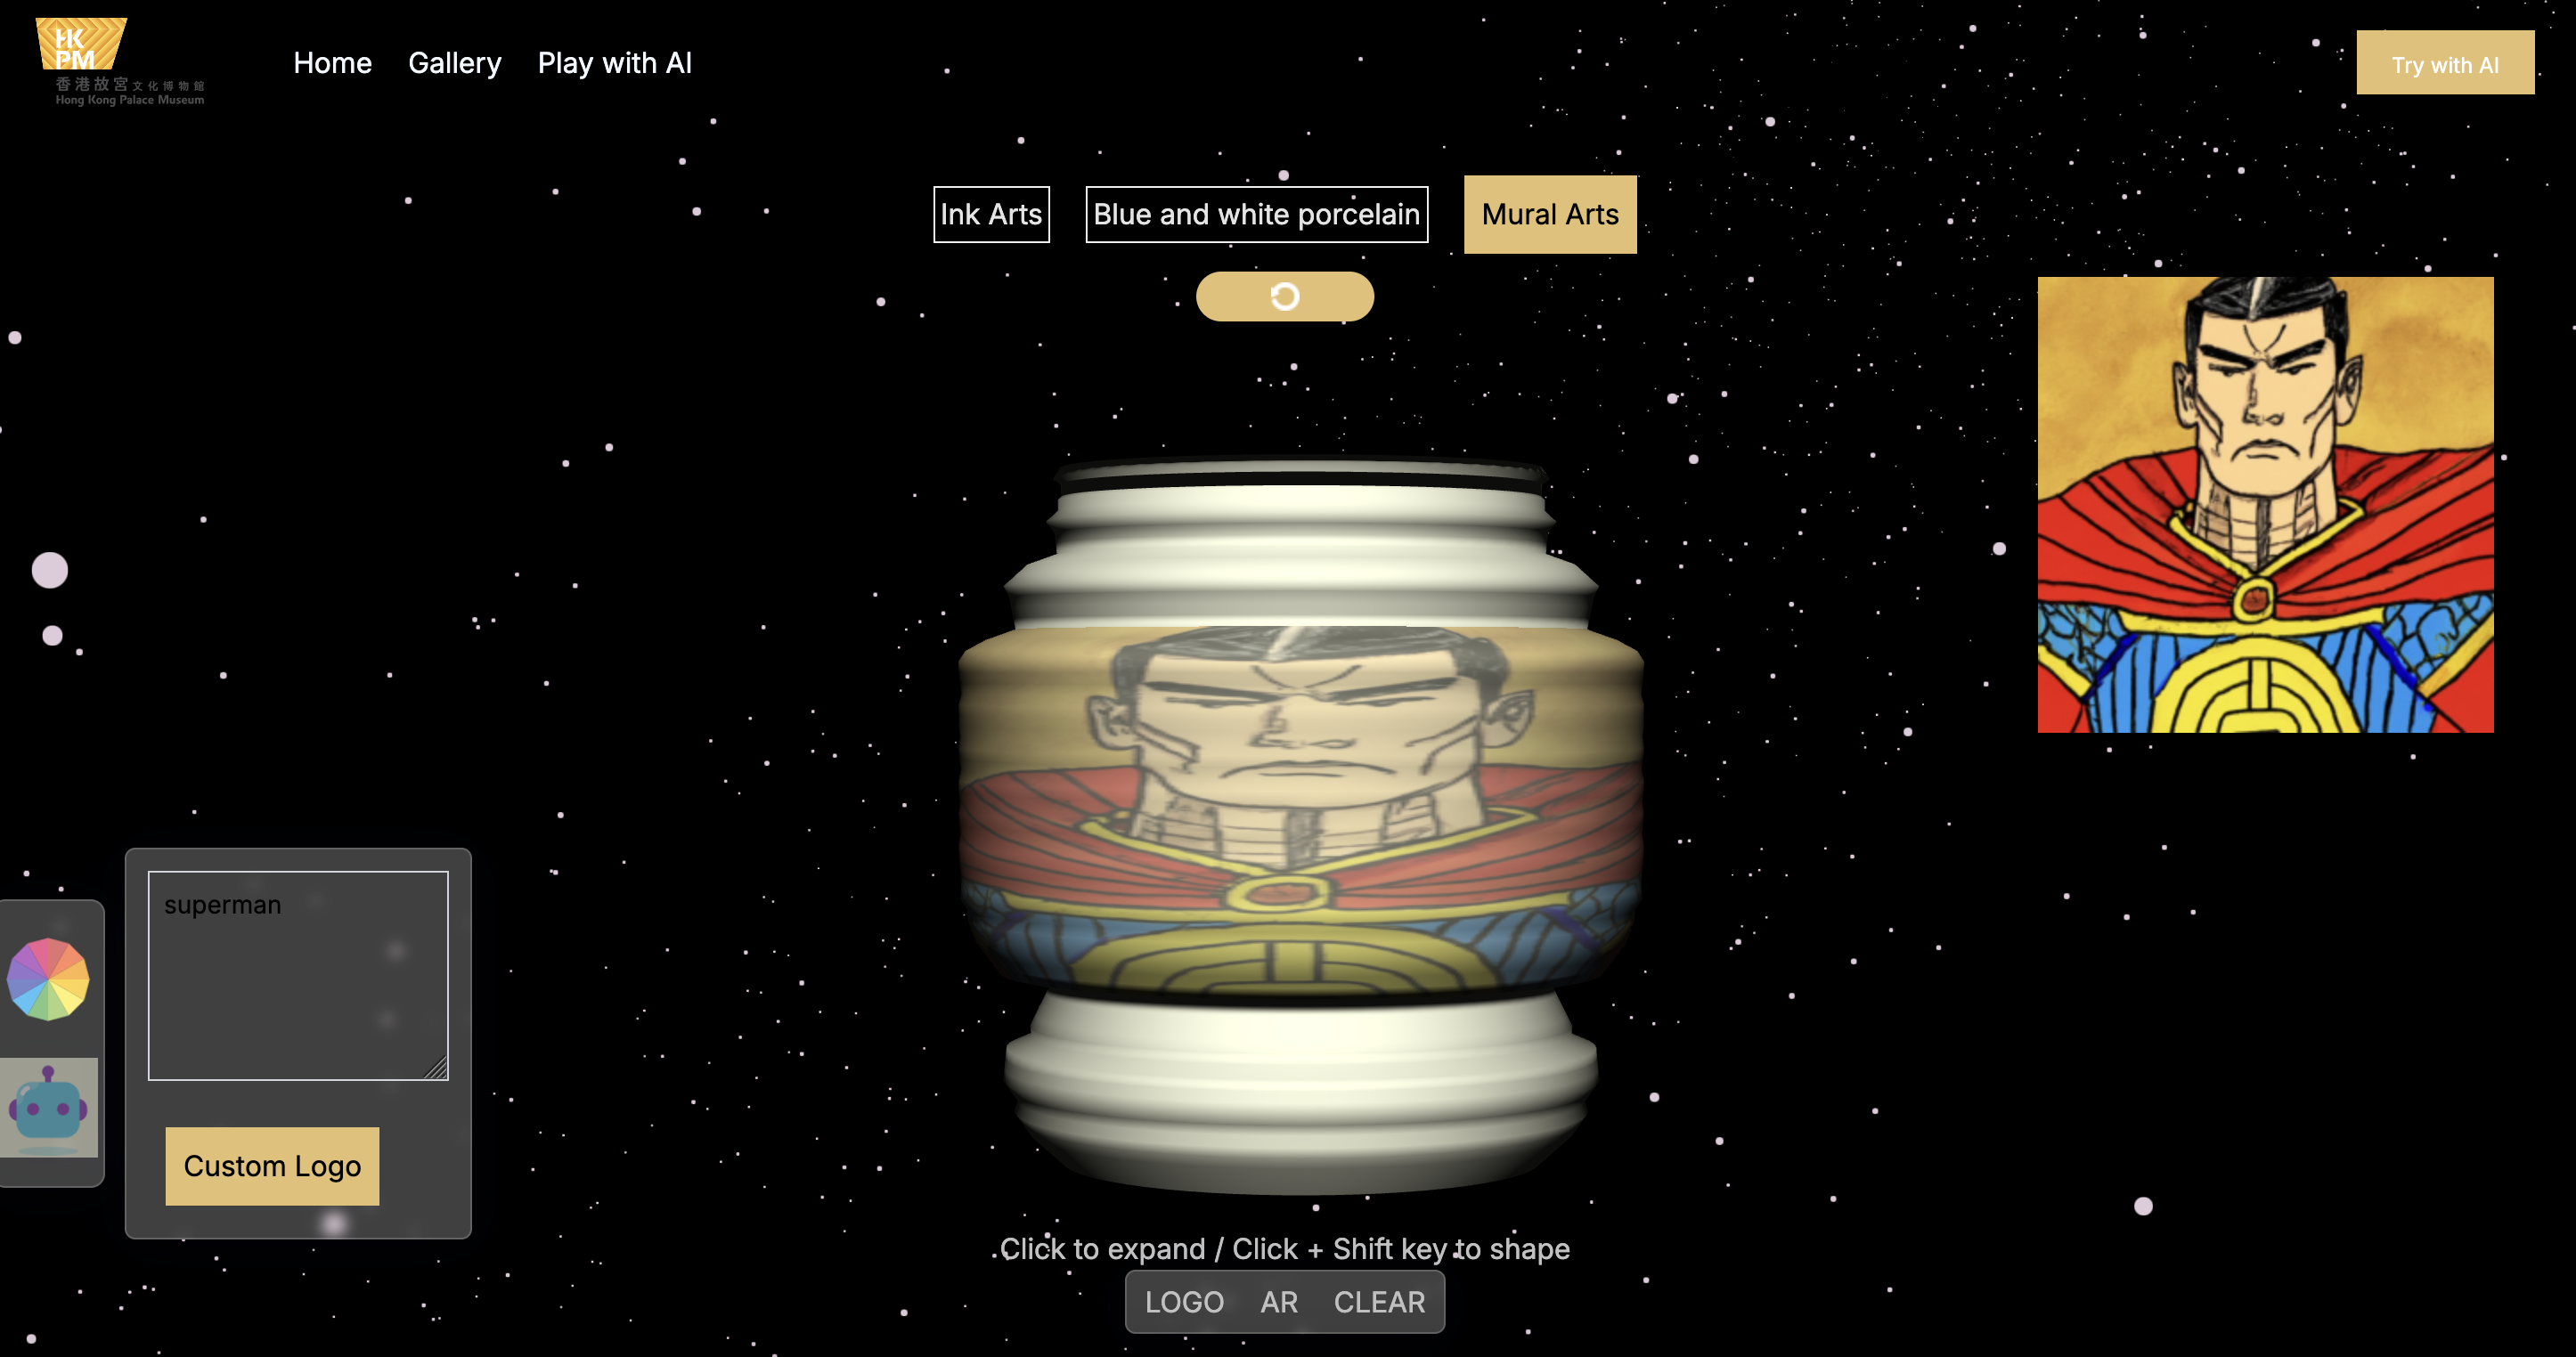 HK
PM
香港故宮文化博物館
Hong Kong Palace Museum
Home Gallery Play with AI
Try with AI
Ink Arts Blue and white porcelain Mural Arts
superman
Custom Logo
Click to expand / Click + Shift key to shape
LOGO AR CLEAR